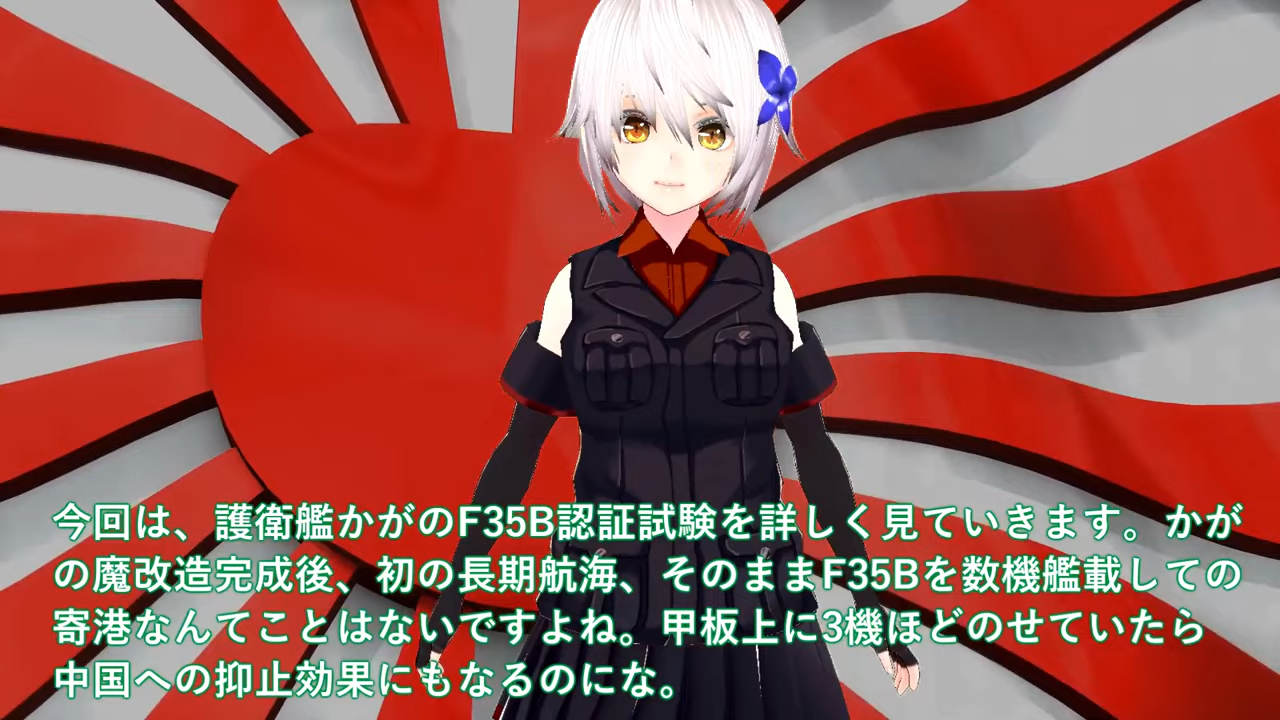 今回は、護衛艦かがのF35B認証試験を詳しく見ていきます。かが
の魔改造完成後、初の長期航海、そのままF35Bを数機艦載しての
寄港なんてことはないですよね。甲板上に3機ほどのせていたら
中国への抑止効果にもなるのにな。